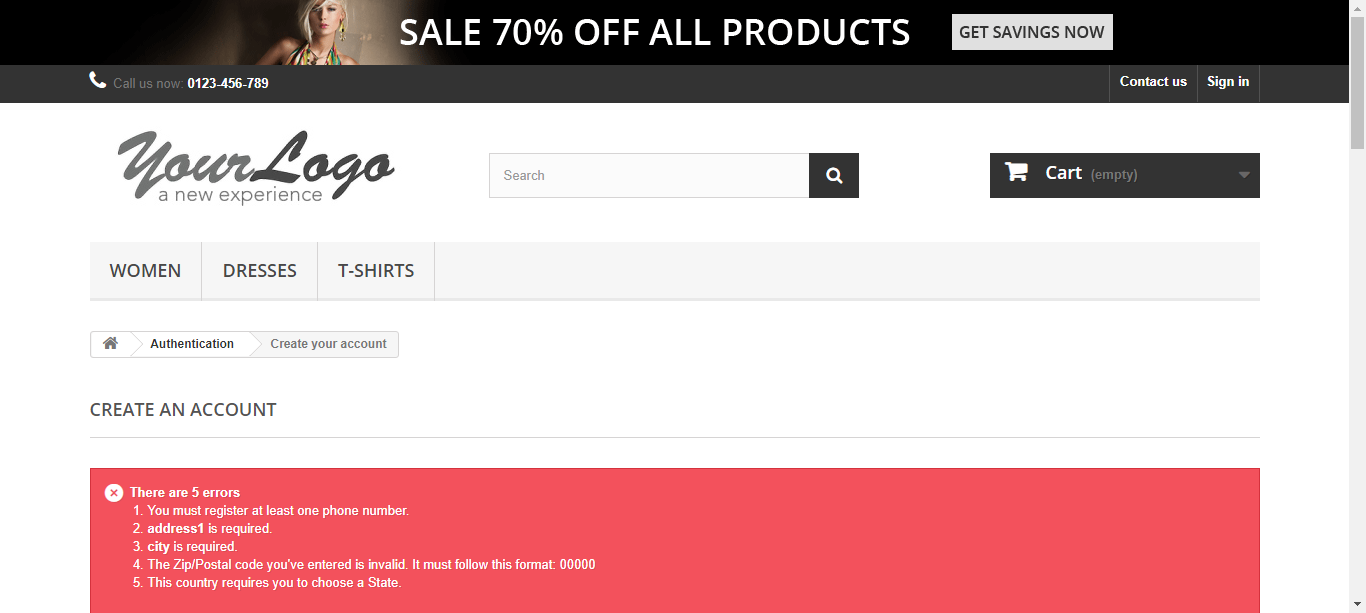 SALE 70% OFF ALL PRODUCTS GET SAVINGS NOW
Call us now: 0123-456-789 Contact us Sign in
YourLogo
a new experience
Search
Cart (empty)
WOMEN DRESSES T-SHIRTS
Authentication Create your account
CREATE AN ACCOUNT
There are 5 errors
1. You must register at least one phone number.
2. address1 is required.
3. city is required.
4. The Zip/Postal code you've entered is invalid. It must follow this format: 00000
5. This country requires you to choose a State.